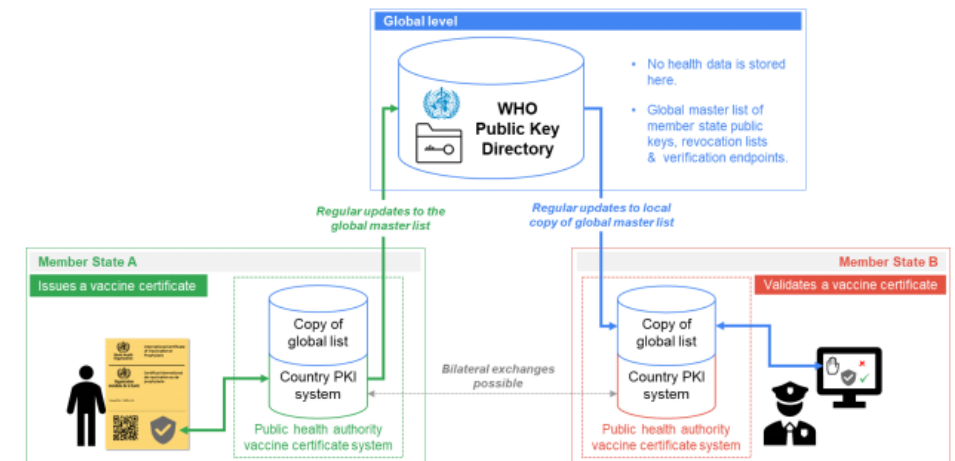 Global level
WHO
Public Key
Directory
• No health data is stored
here.
• Global master list of
member state public
keys, revocation lists
& verification endpoints.
Regular updates to the
global master list
Regular updates to local
copy of global master list
Member State A
Issues a vaccine certificate
Copy of
global list
Country PKI
system
Public health authority
vaccine certificate system
Bilateral exchanges
possible
Member State B
Validates a vaccine certificate
Copy of
global list
Country PKI
system
Public health authority
vaccine certificate system